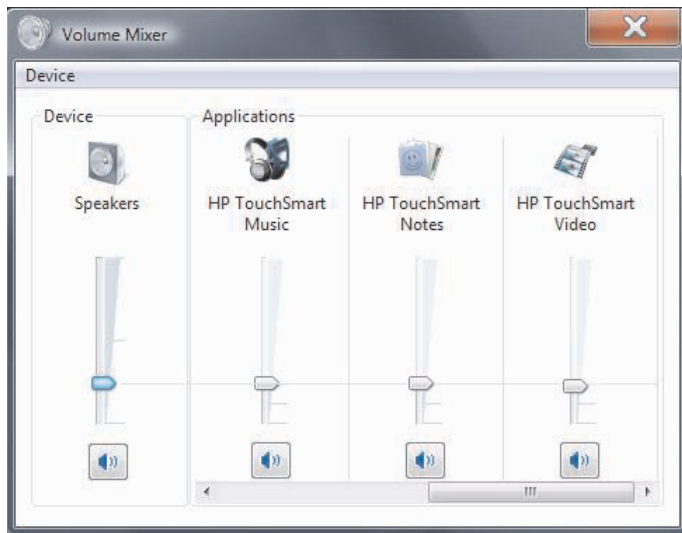 Volume Mixer
Device
Device
Applications
Speakers
HP TouchSmart
Music
HP TouchSmart
Notes
HP TouchSmart
Video